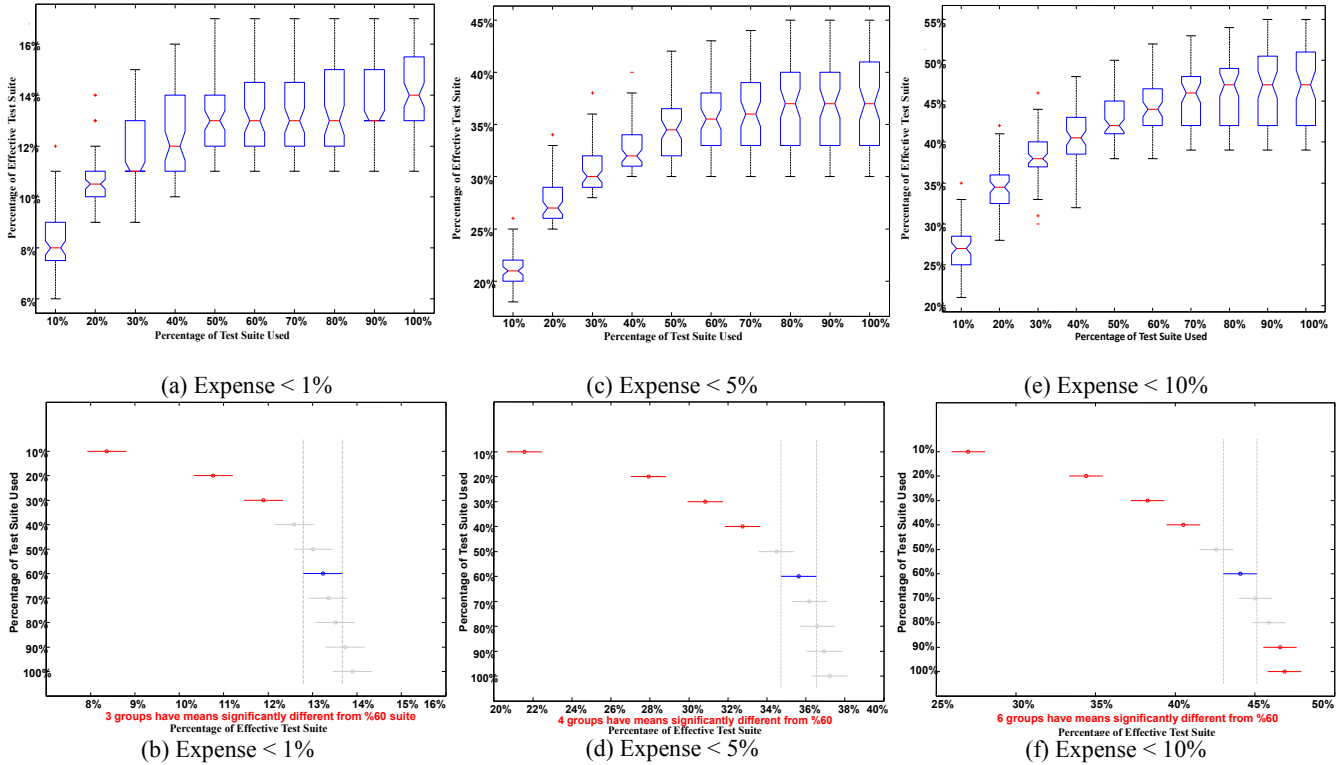 Percentage of Effective Test Suite
16%
14%
12%
10%
8%
6%
10% 20% 30% 40% 50% 60% 70% 80% 90% 100%
Percentage of Test Suite Used
(a) Expense < 1%
Percentage of Effective Test Suite
45%
40%
35%
30%
25%
20%
10% 20% 30% 40% 50% 60% 70% 80% 90% 100%
Percentage of Test Suite Used
(c) Expense < 5%
Percentage of Effective Test Suite
55%
50%
45%
40%
35%
30%
25%
20%
10% 20% 30% 40% 50% 60% 70% 80% 90% 100%
Percentage of Test Suite Used
(e) Expense < 10%
Percentage of Test Suite Used
10%
20%
30%
40%
50%
60%
70%
80%
90%
100%
8% 9% 10% 11% 12% 13% 14% 15% 16%
3 groups have means significantly different from %60 suite
Percentage of Effective Test Suite
(b) Expense < 1%
Percentage of Test Suite Used
10%
20%
30%
40%
50%
60%
70%
80%
90%
100%
20% 22% 24% 26% 28% 30% 32% 34% 36% 38% 40%
4 groups have means significantly different from %60
Percentage of Effective Test Suite
(d) Expense < 5%
Percentage of Test Suite Used
10%
20%
30%
40%
50%
60%
70%
80%
90%
100%
25% 30% 35% 40% 45% 50%
6 groups have means significantly different from %60
Percentage of Effective Test Suite
(f) Expense < 10%